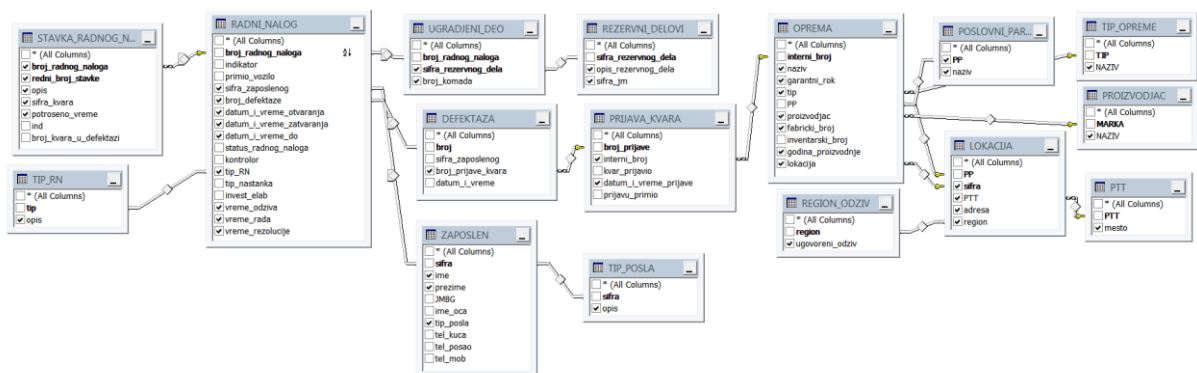 STAVKA_RADNOG_N...
* (All Columns)
broj_radnog_naloga
redni_broj_stavke
opis
sifra_kvara
potroseno_vreme
ind
broj_kvara_u_defektazi
TIP_RN
* (All Columns)
tip
opis
RADNI_NALOG
* (All Columns)
broj_radnog_naloga
indikator
primio_vozilo
sifra_zaposlenog
broj_defektaze
datum_i_vreme_otvaranja
datum_i_vreme_zatvaranja
datum_i_vreme_do
status_radnog_naloga
kontrolor
tip_RN
tip_nastanka
invest_elab
vreme_odziva
vreme_rada
vreme_rezolucije
UGRADJENI_DEO
* (All Columns)
broj_radnog_naloga
sifra_rezervnog_dela
broj_komada
DEFEKTAZA
* (All Columns)
broj
sifra_zaposlenog
broj_prijave_kvara
datum_i_vreme
ZAPOSLEN
* (All Columns)
sifra
ime
prezime
JMBG
ime_oca
tip_posla
tel_kuca
tel_posao
tel_mob
REZERVNI_DELOVI
* (All Columns)
sifra_rezervnog_dela
opis_rezervnog_dela
sifra_jm
PRIJAVA_KVARA
* (All Columns)
broj_prijave
interni_broj
kvar_prijavio
datum_i_vreme_prijave
prijavu_primio
TIP_POSLA
* (All Columns)
sifra
opis
OPREMA
* (All Columns)
interni_broj
naziv
garantni_rok
tip
PP
proizvodjac
fabricki_broj
inventarski_broj
godina_proizvodnje
lokacija
REGION_ODZIV
* (All Columns)
region
ugovoreni_odziv
POSLOVNI_PAR...
* (All Columns)
PP
naziv
LOKACIJA
* (All Columns)
PP
sifra
PTT
adresa
region
TIP_OPREME
* (All Columns)
TIP
NAZIV
PROIZVODJAC
* (All Columns)
MARKA
NAZIV
PTT
* (All Columns)
PTT
mesto